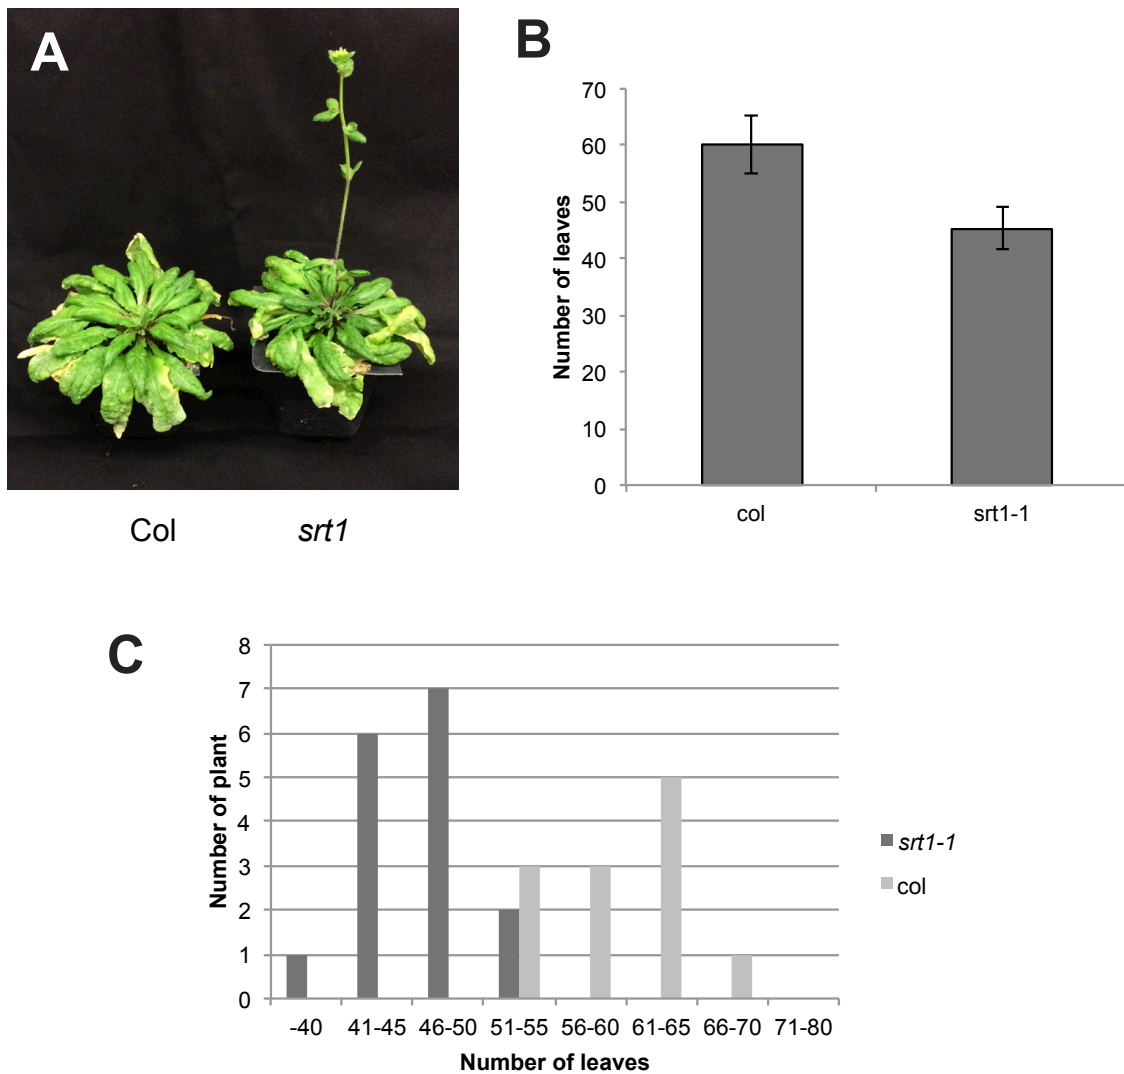 A
Col srt1
B
Number of leaves
70
60
50
40
30
20
10
0
col srt1-1
C
Number of plant
8
7
6
5
4
3
2
1
0
-40 41-45 46-50 51-55 56-60 61-65 66-70 71-80
Number of leaves
srt1-1
col